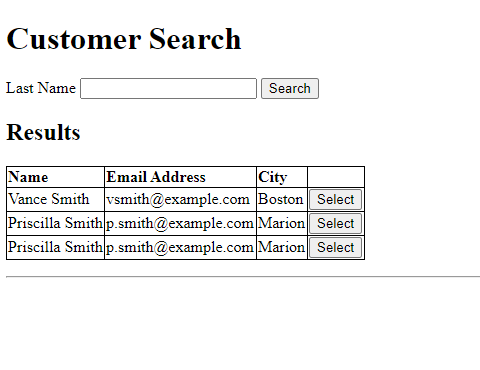 Customer Search
Last Name Search
Results
Name Email Address City
Vance Smith vsmith@example.com Boston Select
Priscilla Smith p.smith@example.com Marion Select
Priscilla Smith p.smith@example.com Marion Select